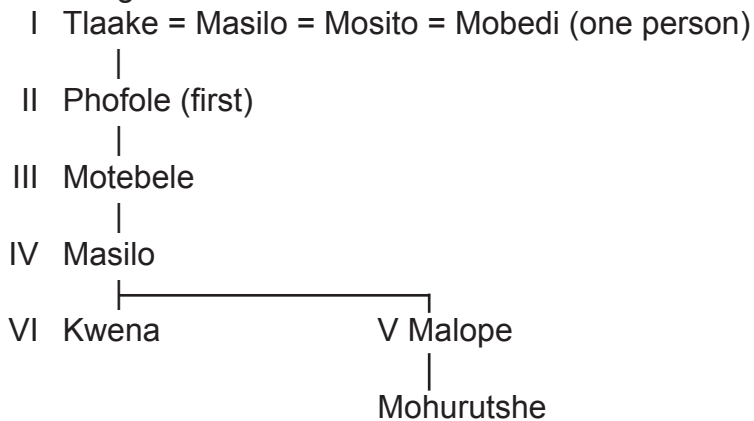 I Tlaake = Masilo = Mosito = Mobedi (one person)
II Phofole (first)
III Motebele
IV Masilo
VI Kwena V Malope
Mohurutshe